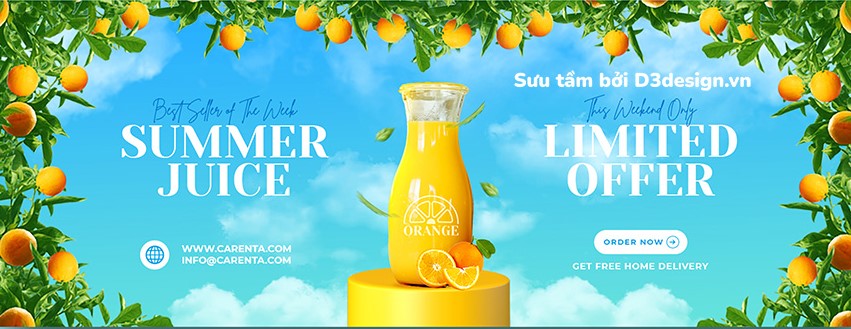 Sưu tầm bởi D3design.vn
Best Seller of The Week
SUMMER
JUICE
WWW.CARENTA.COM
INFO@CARENTA.COM
ORANGE
This Weekend Only
LIMITED
OFFER
ORDER NOW
GET FREE HOME DELIVERY